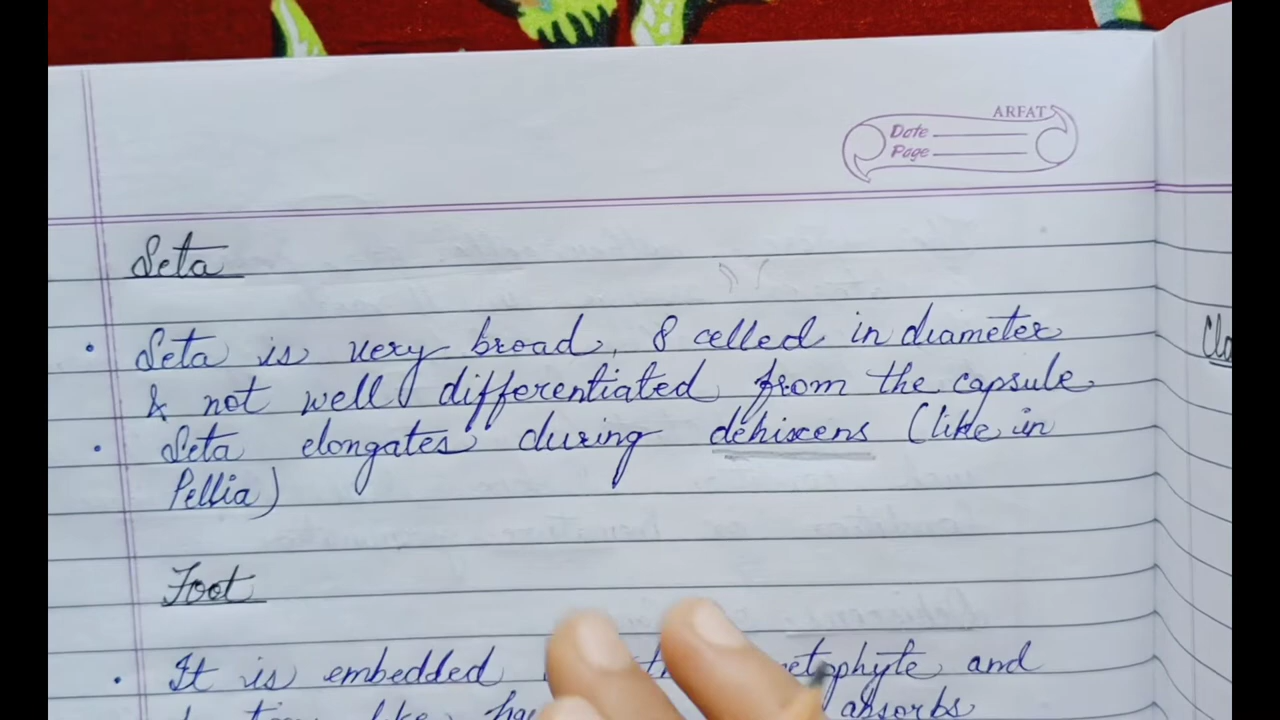 ARFAT
Date
Page
Seta
• Seta is very broad, 8 celled in diameter
& not well differentiated from the capsule.
• Seta elongates during dehiscens (like in
Pellia)
Foot
• It is embedded and
like absorbs